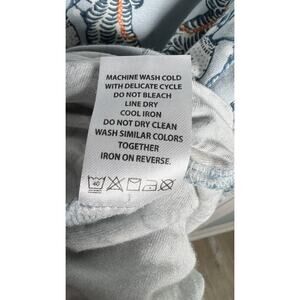 MACHINE WASH COLD
WITH DELICATE CYCLE
DO NOT BLEACH
LINE DRY
COOL IRON
DO NOT DRY CLEAN
WASH SIMILAR COLORS
TOGETHER
IRON ON REVERSE.
40